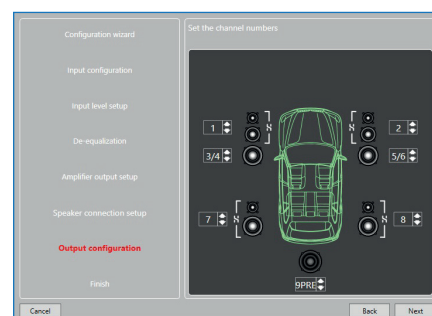 Configuration wizard
Input configuration
Input level setup
De-equalization
Amplifier output setup
Speaker connection setup
Output configuration
Finish
Cancel
Set the channel numbers
1
2
3/4
5/6
7
8
9PRE
Back
Next